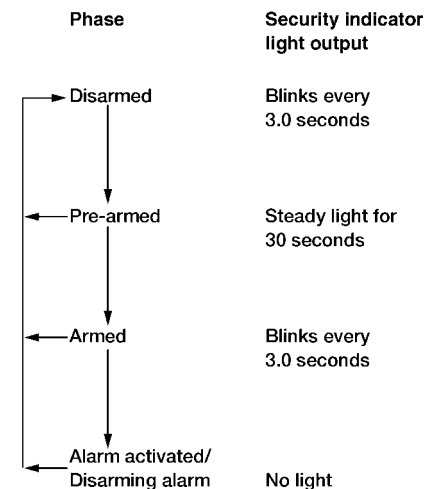 Phase
Security indicator
light output
Disarmed
Blinks every
3.0 seconds
Pre-armed
Steady light for
30 seconds
Armed
Blinks every
3.0 seconds
Alarm activated/
Disarming alarm
No light